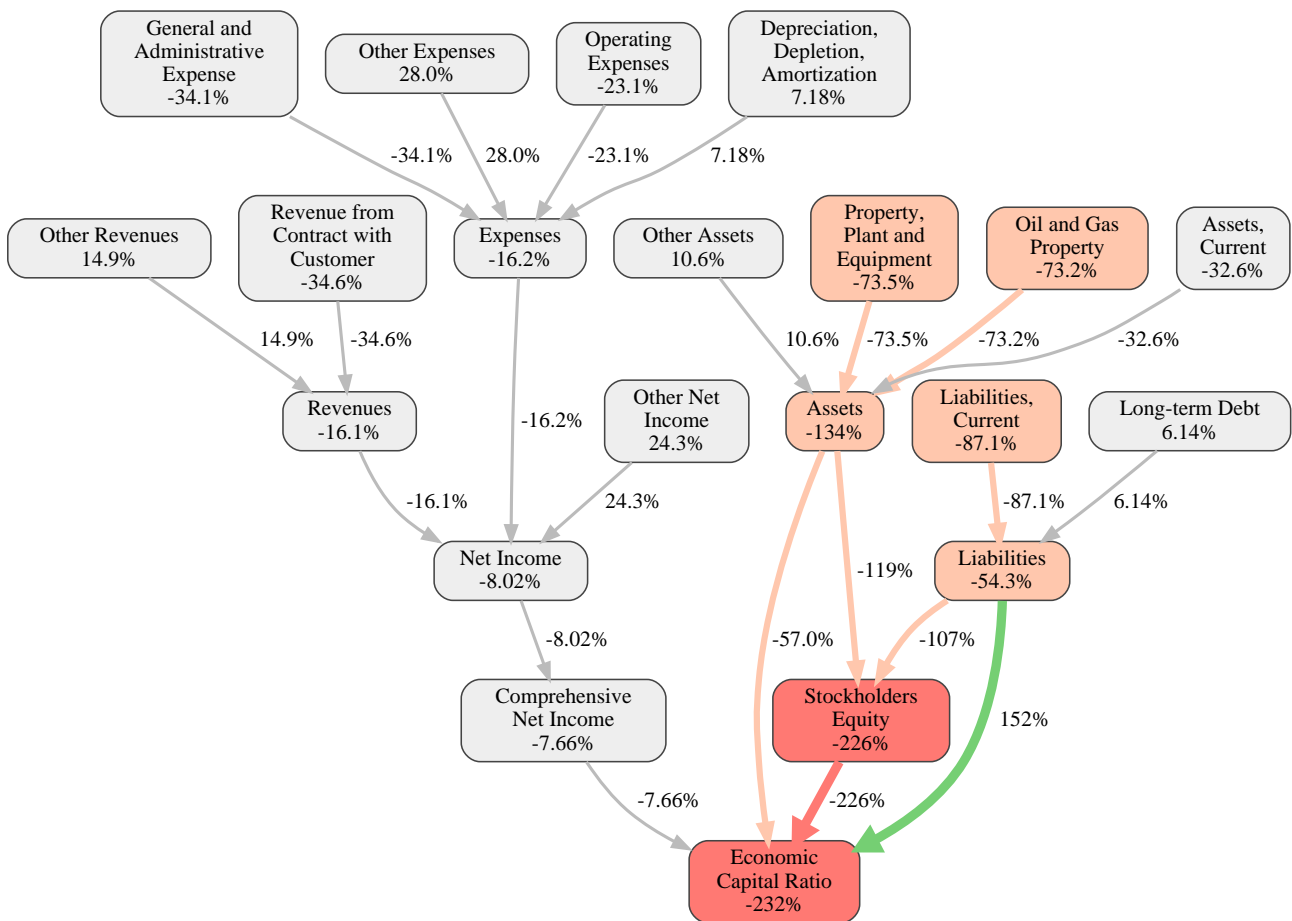 General and
Administrative
Expense
-34.1%
Other Expenses
28.0%
Operating
Expenses
-23.1%
Depreciation,
Depletion,
Amortization
7.18%
-34.1%
28.0%
-23.1%
7.18%
Other Revenues
14.9%
Revenue from
Contract with
Customer
-34.6%
Expenses
-16.2%
Other Assets
10.6%
Property,
Plant and
Equipment
-73.5%
Oil and Gas
Property
-73.2%
Assets,
Current
-32.6%
14.9%
-34.6%
10.6%
-73.5%
-73.2%
-32.6%
Revenues
-16.1%
-16.2%
Other Net
Income
24.3%
Assets
-134%
Liabilities,
Current
-87.1%
Long-term Debt
6.14%
-16.1%
24.3%
-87.1%
6.14%
Net Income
-8.02%
-119%
Liabilities
-54.3%
-8.02%
-57.0%
-107%
Comprehensive
Net Income
-7.66%
Stockholders
Equity
-226%
152%
-7.66%
-226%
Economic
Capital Ratio
-232%